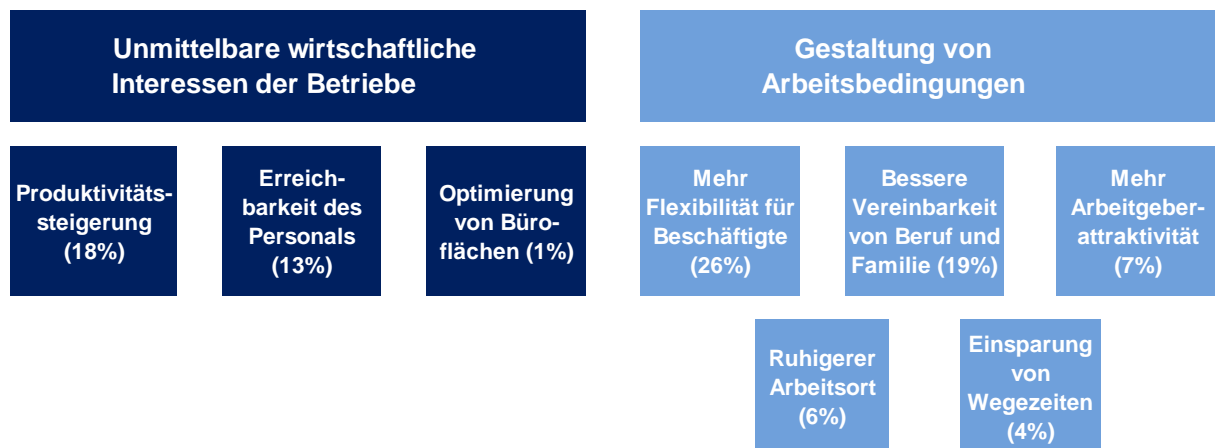 Unmittelbare wirtschaftliche
Interessen der Betriebe
Gestaltung von
Arbeitsbedingungen
Produktivitäts-
steigerung
(18%)
Erreich-
barkeit des
Personals
(13%)
Optimierung
von Büro-
flächen (1%)
Mehr
Flexibilität für
Beschäftigte
(26%)
Bessere
Vereinbarkeit
von Beruf und
Familie (19%)
Mehr
Arbeitgeber-
attraktivität
(7%)
Ruhigerer
Arbeitsort
(6%)
Einsparung
von
Wegezeiten
(4%)